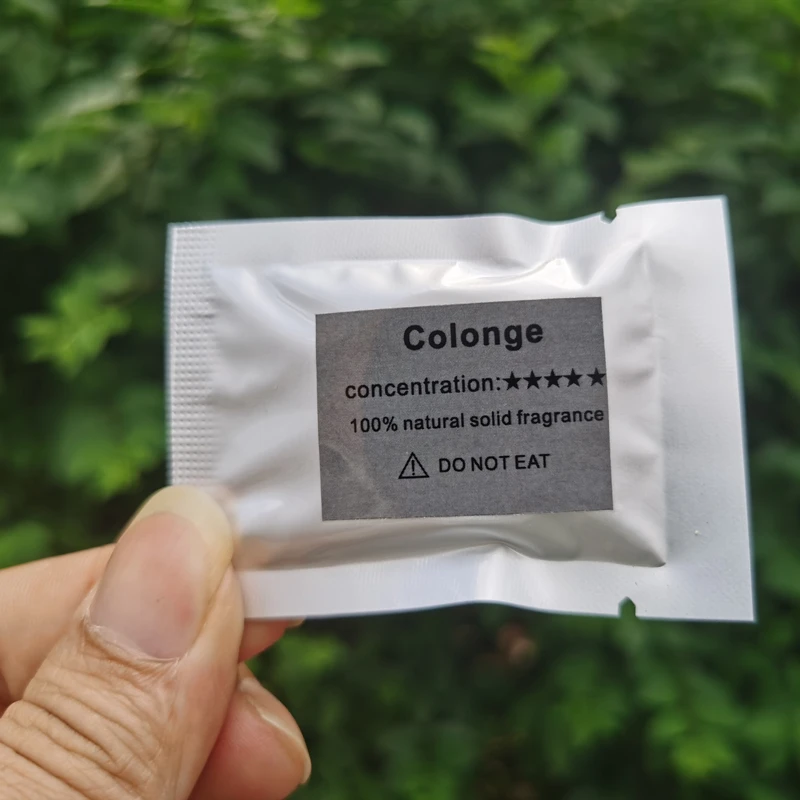 Colonge
concentration:★★★★★
100% natural solid fragrance
⚠ DO NOT EAT